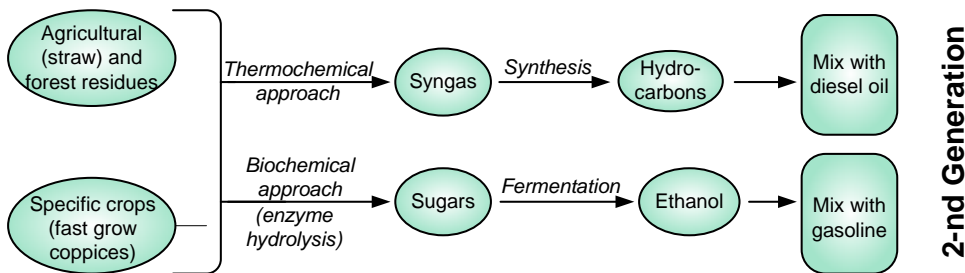 Agricultural
(straw) and
forest residues
Thermochemical
approach
Syngas
Synthesis
Hydro-
carbons
Mix with
diesel oil
Specific crops
(fast grow
coppices)
Biochemical
approach
(enzyme
hydrolysis)
Sugars
Fermentation
Ethanol
Mix with
gasoline
2-nd Generation